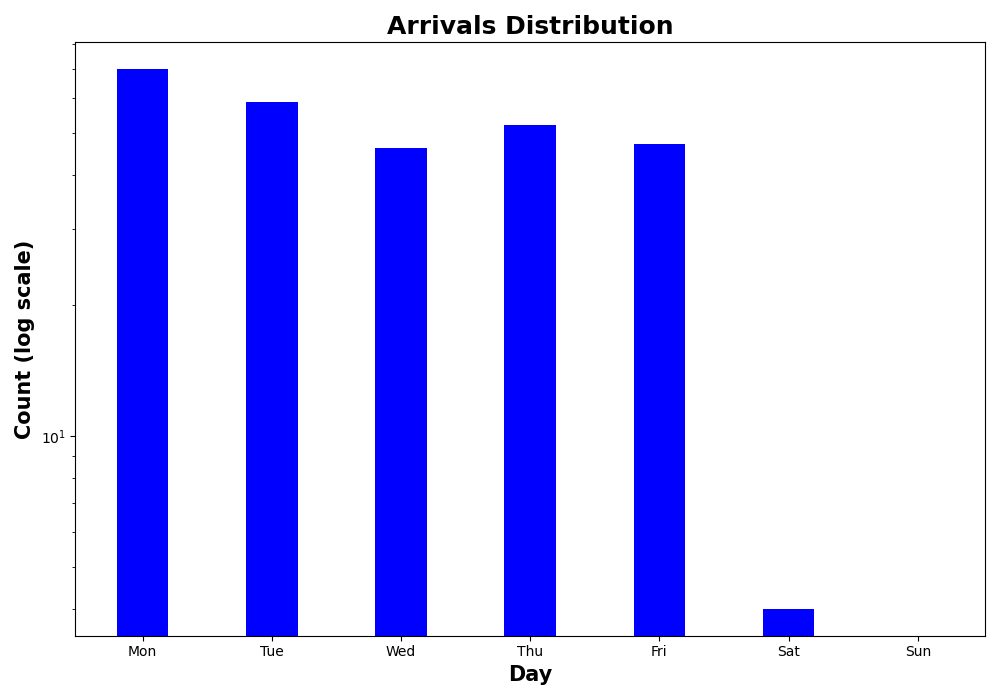 Arrivals Distribution
Count (log scale)
10¹
Mon Tue Wed Thu Fri Sat Sun
Day